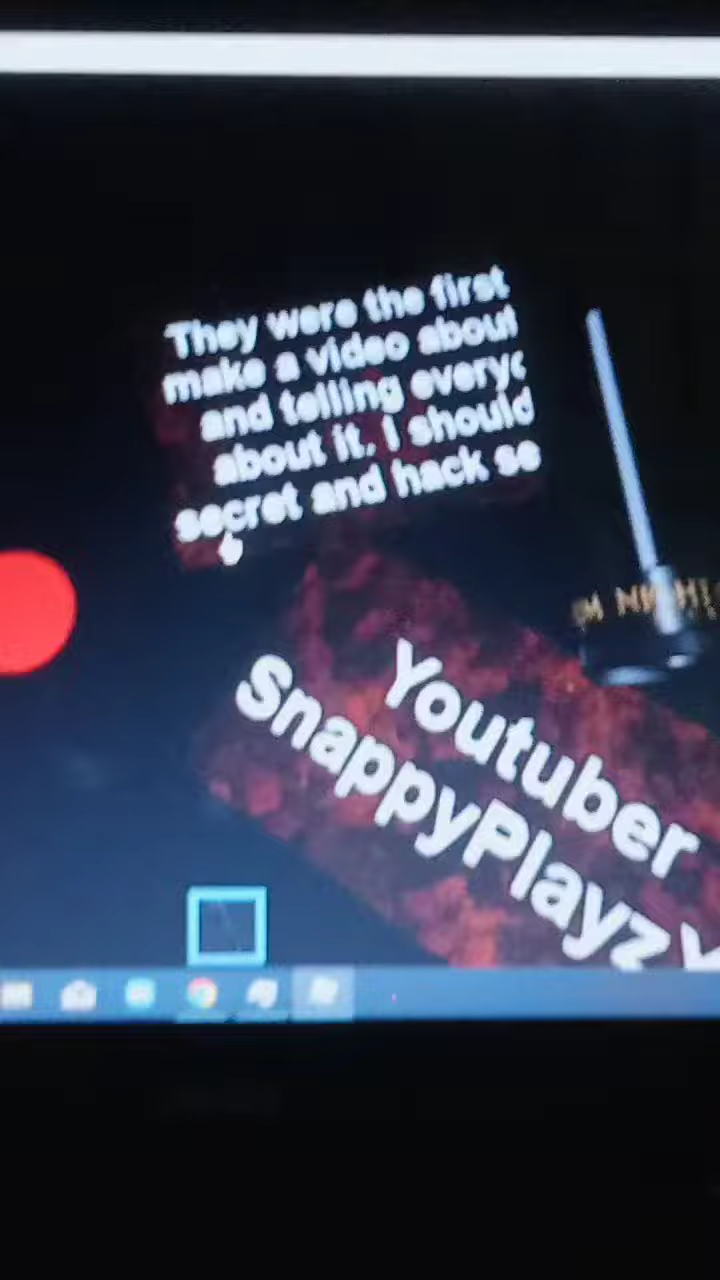 They were the first
make a video about
and telling everyo
about it. I should
secret and hack se
Youtuber
SnappyPlayz Y